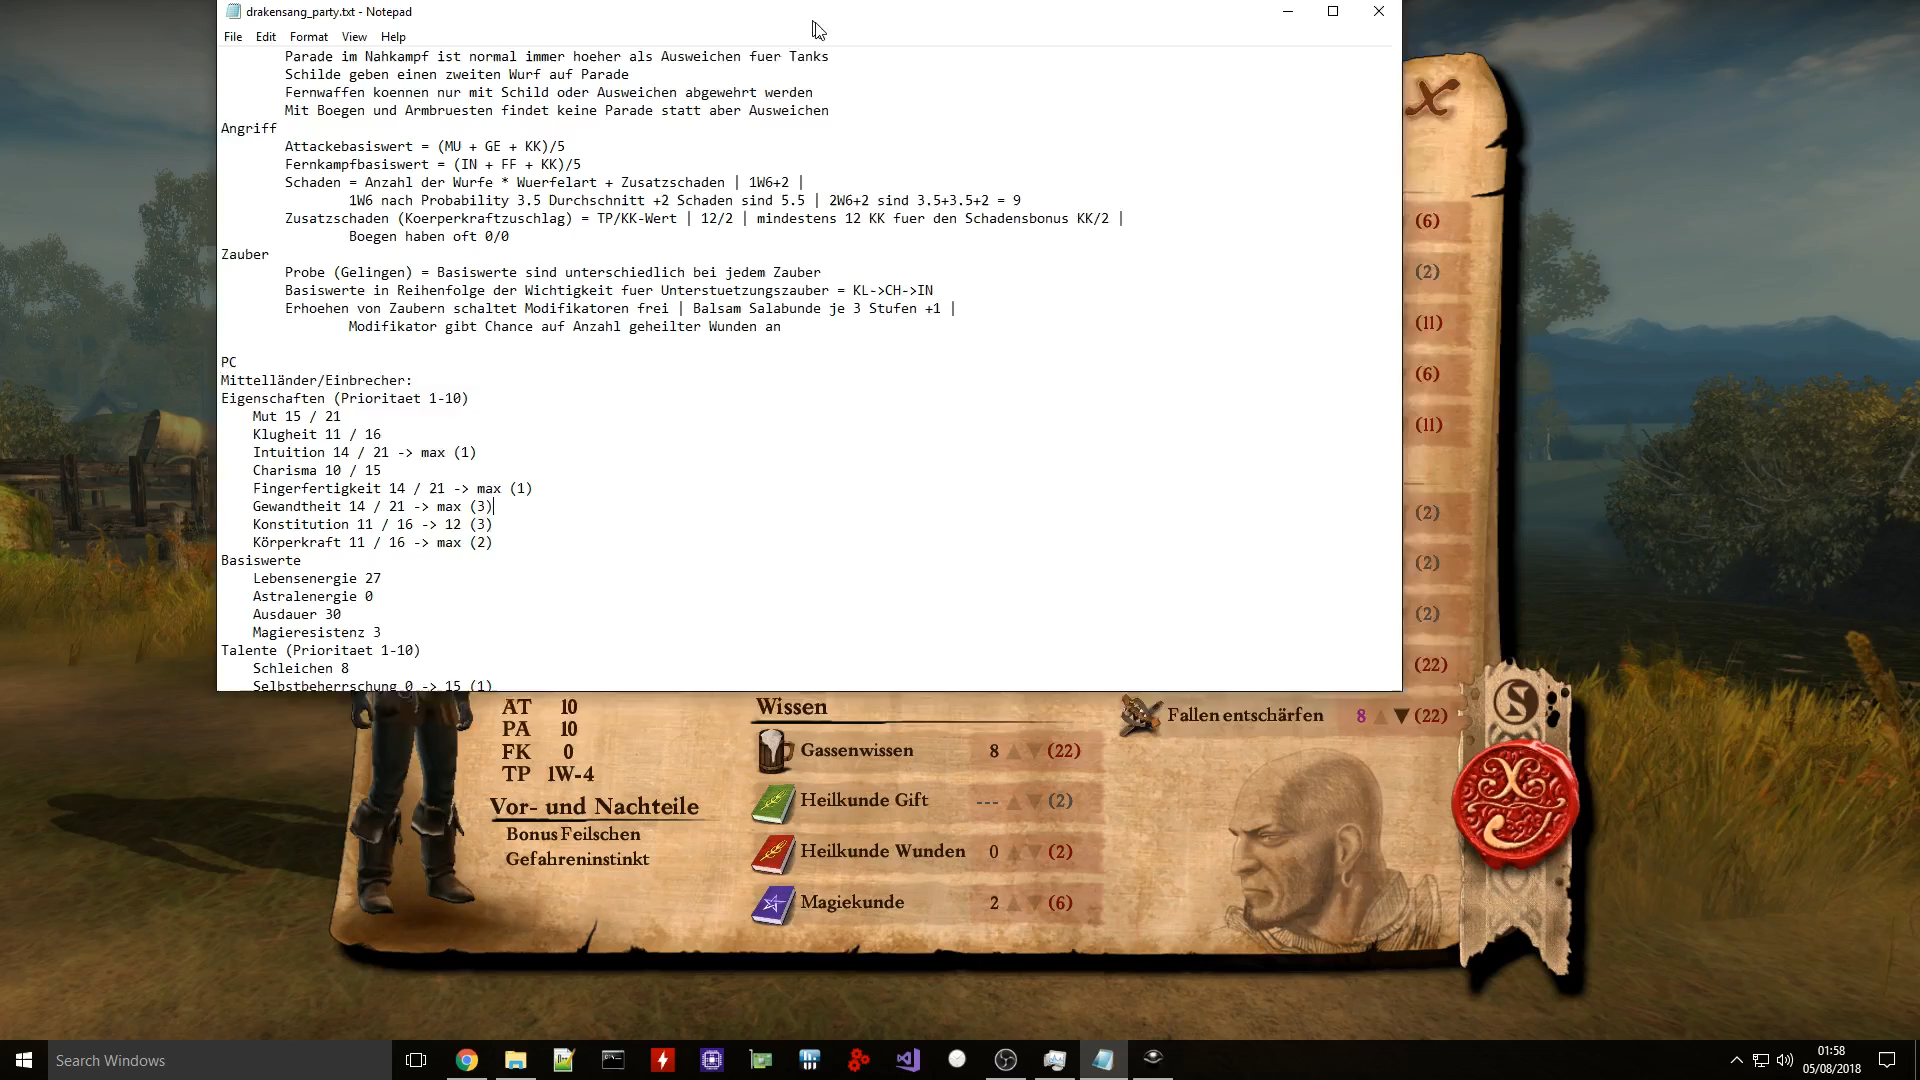 drakensang_party.txt - Notepad
File Edit Format View Help
Parade im Nahkampf ist normal immer hoeher als Ausweichen fuer Tanks
Schilde geben einen zweiten Wurf auf Parade
Fernwaffen koennen nur mit Schild oder Ausweichen abgewehrt werden
Mit Boegen und Armbruesten findet keine Parade statt aber Ausweichen
Angriff
Attackebasiswert = (MU + GE + KK)/5
Fernkampfbasiswert = (IN + FF + KK)/5
Schaden = Anzahl der Wurfe * Wuerfelart + Zusatzschaden | 1W6+2 |
1W6 nach Probability 3.5 Durchschnitt +2 Schaden sind 5.5 | 2W6+2 sind 3.5+3.5+2 = 9
Zusatzschaden (Koerperkraftzuschlag) = TP/KK-Wert | 12/2 | mindestens 12 KK fuer den Schadensbonus KK/2 |
Boegen haben oft 0/0
Zauber
Probe (Gelingen) = Basiswerte sind unterschiedlich bei jedem Zauber
Basiswerte in Reihenfolge der Wichtigkeit fuer Unterstuetzungszauber = KL->CH->IN
Erhoehen von Zaubern schaltet Modifikatoren frei | Balsam Salabunde je 3 Stufen +1 |
Modifikator gibt Chance auf Anzahl geheilter Wunden an
PC
Mittelländer/Einbrecher:
Eigenschaften (Prioritaet 1-10)
Mut 15 / 21
Klugheit 11 / 16
Intuition 14 / 21 -> max (1)
Charisma 10 / 15
Fingerfertigkeit 14 / 21 -> max (1)
Gewandtheit 14 / 21 -> max (3)
Konstitution 11 / 16 -> 12 (3)
Körperkraft 11 / 16 -> max (2)
Basiswerte
Lebensenergie 27
Astralenergie 0
Ausdauer 30
Magieresistenz 3
Talente (Prioritaet 1-10)
Schleichen 8
Selbstbeherrschung 0 -> 15 (1)
x
(6)
(2)
(11)
(6)
(11)
(2)
(2)
(2)
(22)
AT 10
PA 10
FK 0
TP 1W-4
Vor- und Nachteile
Bonus Feilschen
Gefahreninstinkt
Wissen
Gassenwissen 8 (22)
Heilkunde Gift --- (2)
Heilkunde Wunden 0 (2)
Magiekunde 2 (6)
Fallen entschärfen 8 (22)
Search Windows
01:58
05/08/2018